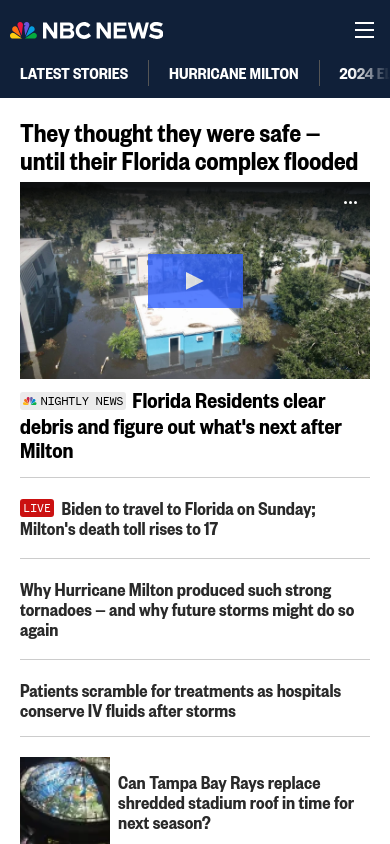 NBC NEWS
LATEST STORIES
HURRICANE MILTON
2024
They thought they were safe –
until their Florida complex flooded
NIGHTLY NEWS Florida Residents clear
debris and figure out what's next after
Milton
LIVE Biden to travel to Florida on Sunday;
Milton's death toll rises to 17
Why Hurricane Milton produced such strong
tornadoes – and why future storms might do so
again
Patients scramble for treatments as hospitals
conserve IV fluids after storms
Can Tampa Bay Rays replace
shredded stadium roof in time for
next season?